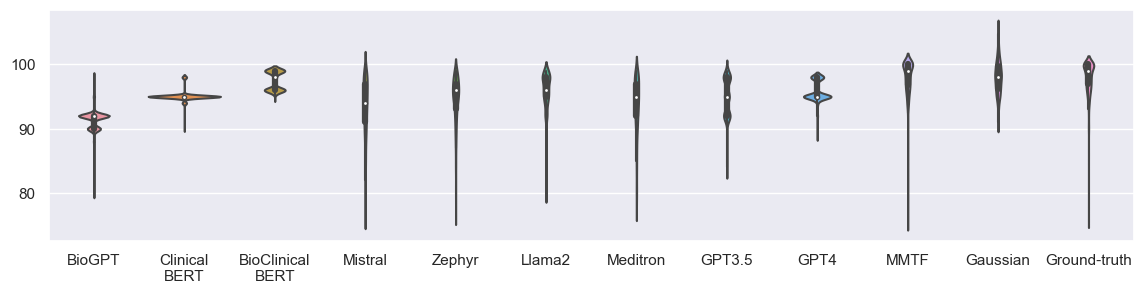 100
90
80
BioGPT
Clinical
BERT
BioClinical
BERT
Mistral
Zephyr
Llama2
Meditron
GPT3.5
GPT4
MMTF
Gaussian
Ground-truth